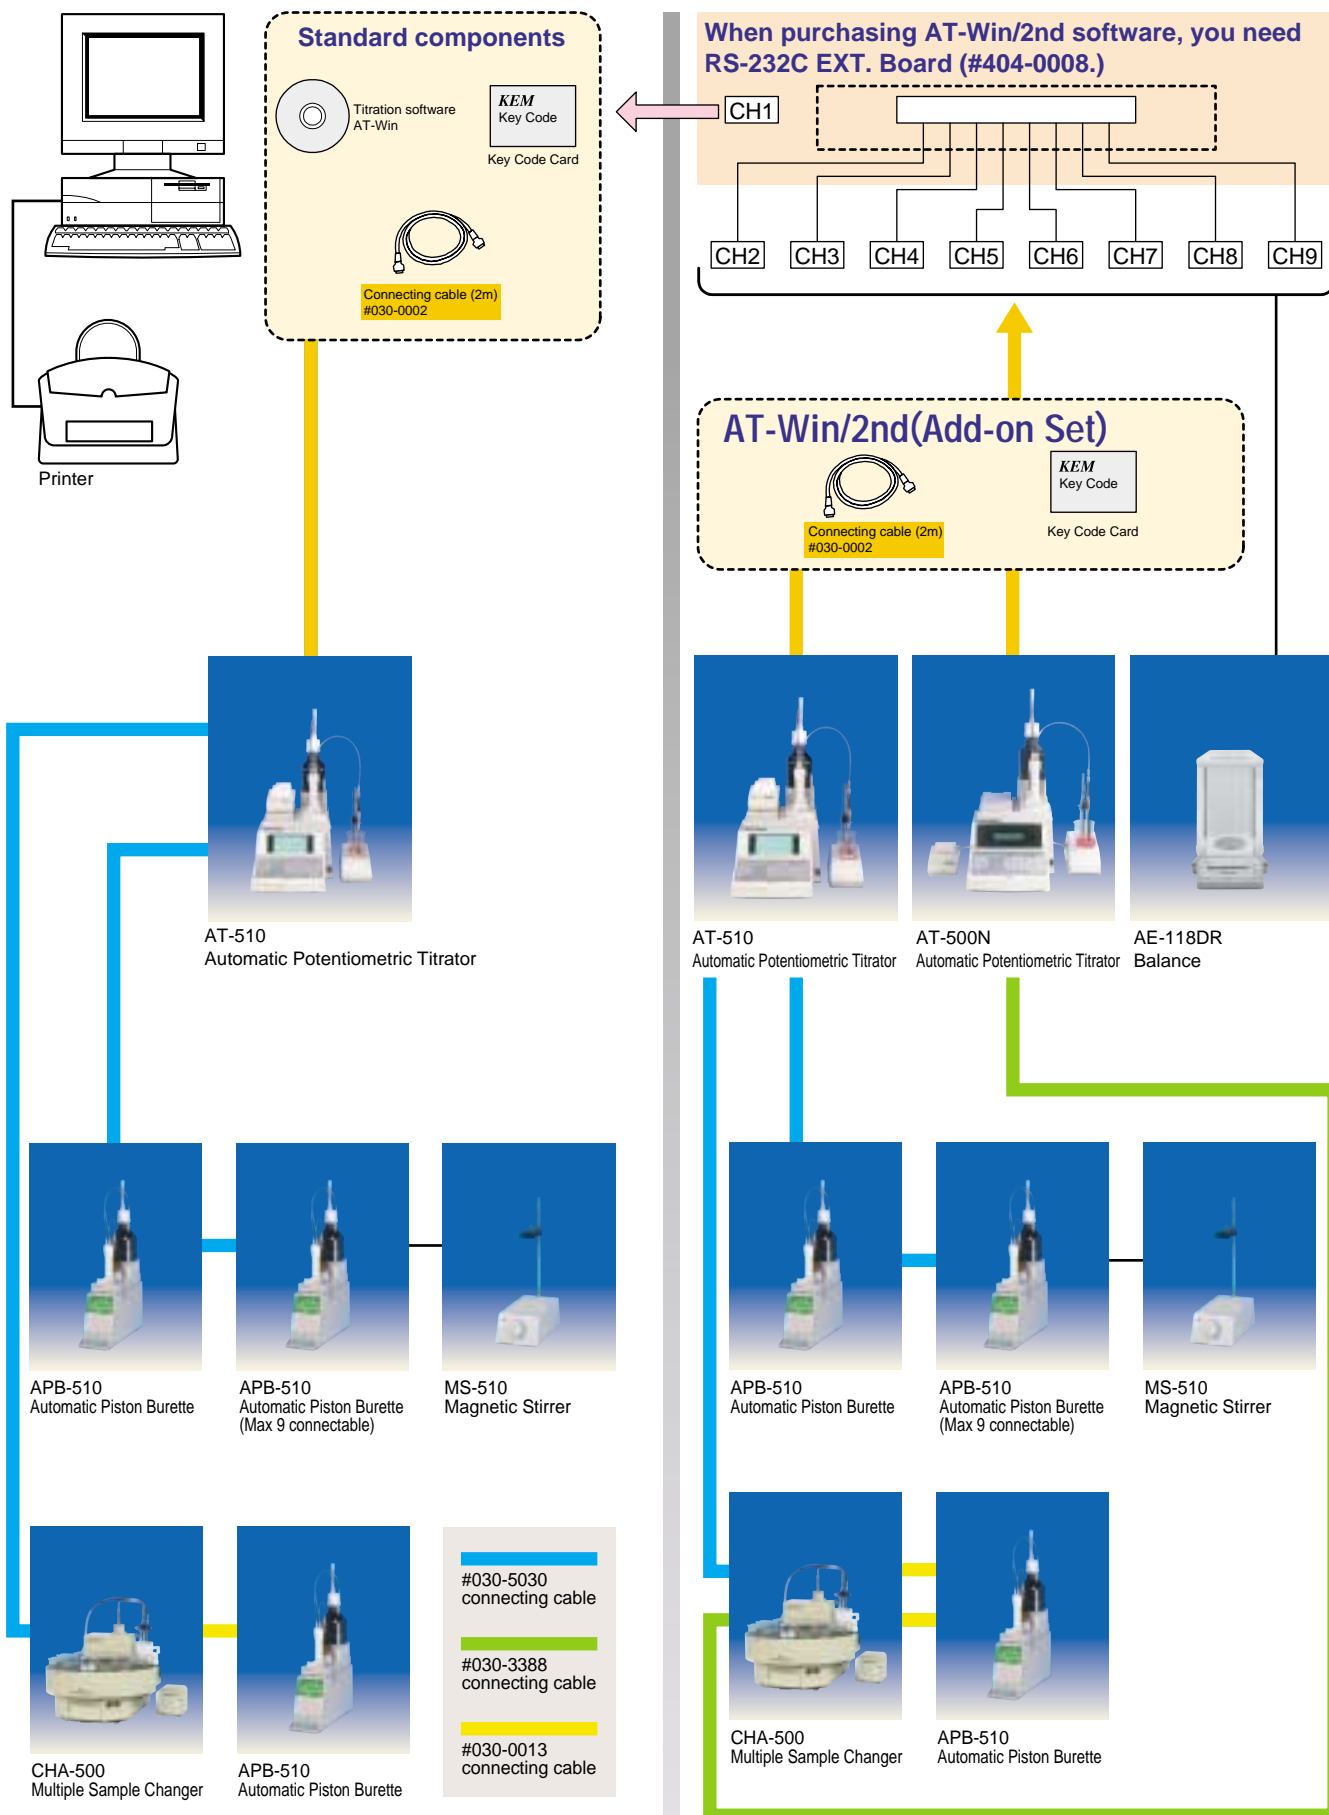 Standard components
Titration software
AT-Win
KEM
Key Code
Key Code Card
Connecting cable (2m)
#030-0002
Printer
When purchasing AT-Win/2nd software, you need
RS-232C EXT. Board (#404-0008.)
CH1
CH2 CH3 CH4 CH5 CH6 CH7 CH8 CH9
AT-Win/2nd(Add-on Set)
KEM
Key Code
Connecting cable (2m)
#030-0002
Key Code Card
AT-510
Automatic Potentiometric Titrator
AT-510
Automatic Potentiometric Titrator
AT-500N
Automatic Potentiometric Titrator
AE-118DR
Balance
APB-510
Automatic Piston Burette
APB-510
Automatic Piston Burette
(Max 9 connectable)
MS-510
Magnetic Stirrer
APB-510
Automatic Piston Burette
APB-510
Automatic Piston Burette
(Max 9 connectable)
MS-510
Magnetic Stirrer
CHA-500
Multiple Sample Changer
APB-510
Automatic Piston Burette
#030-5030
connecting cable
#030-3388
connecting cable
#030-0013
connecting cable
CHA-500
Multiple Sample Changer
APB-510
Automatic Piston Burette